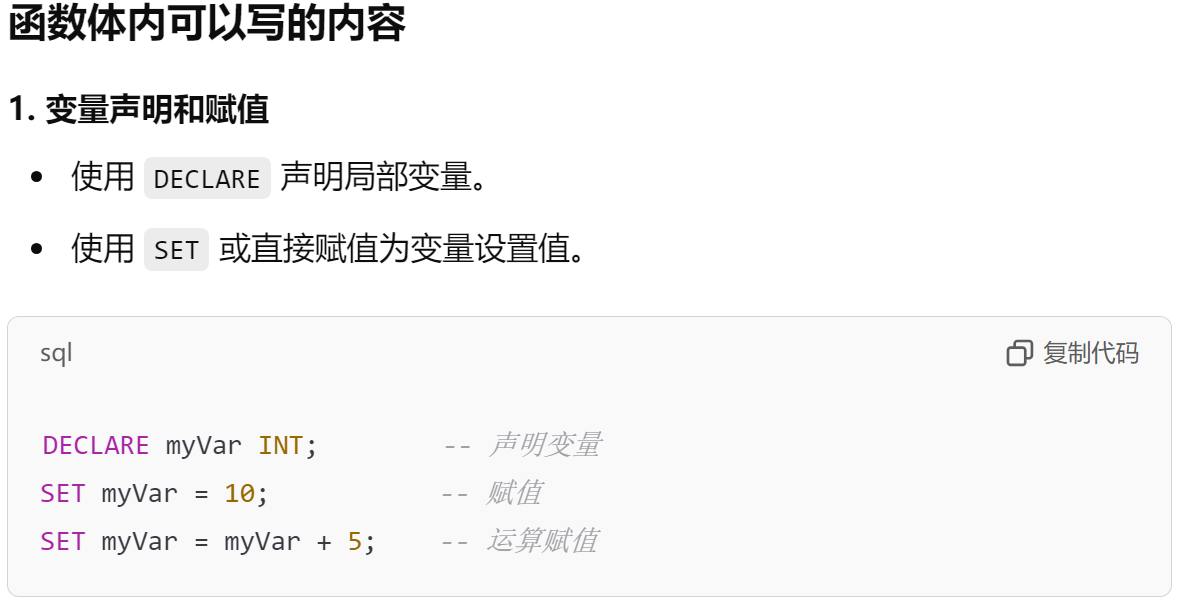 函数体内可以写的内容
1. 变量声明和赋值
• 使用 DECLARE 声明局部变量。
• 使用 SET 或直接赋值为变量设置值。
sql 复制代码
DECLARE myVar INT; -- 声明变量
SET myVar = 10; -- 赋值
SET myVar = myVar + 5; -- 运算赋值